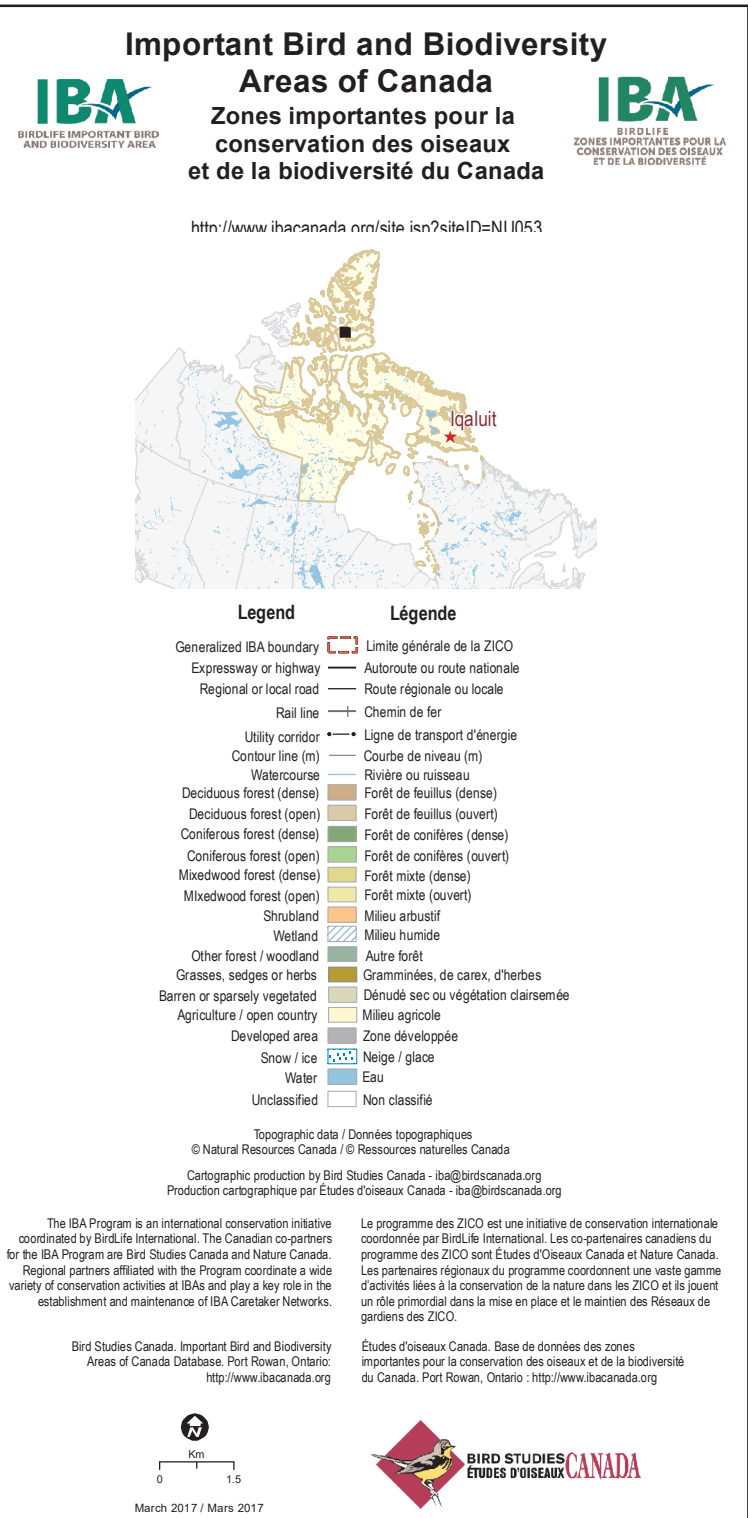 Important Bird and Biodiversity
Areas of Canada
Zones importantes pour la
conservation des oiseaux
et de la biodiversité du Canada
IBA
BIRDLIFE IMPORTANT BIRD
AND BIODIVERSITY AREA
IBA
BIRDLIFE
ZONES IMPORTANTES POUR LA
CONSERVATION DES OISEAUX
ET DE LA BIODIVERSITÉ
http://www.ibacanada.org/site.jsp?siteID=NU053
Iqaluit
Legend Légende
Generalized IBA boundary Limite générale de la ZICO
Expressway or highway Autoroute ou route nationale
Regional or local road Route régionale ou locale
Rail line Chemin de fer
Utility corridor Ligne de transport d'énergie
Contour line (m) Courbe de niveau (m)
Watercourse Rivière ou ruisseau
Deciduous forest (dense) Forêt de feuillus (dense)
Deciduous forest (open) Forêt de feuillus (ouvert)
Coniferous forest (dense) Forêt de conifères (dense)
Coniferous forest (open) Forêt de conifères (ouvert)
Mixedwood forest (dense) Forêt mixte (dense)
MIxedwood forest (open) Forêt mixte (ouvert)
Shrubland Milieu arbustif
Wetland Milieu humide
Other forest / woodland Autre forêt
Grasses, sedges or herbs Gramminées, de carex, d'herbes
Barren or sparsely vegetated Dénudé sec ou végétation clairsemée
Agriculture / open country Milieu agricole
Developed area Zone développée
Snow / ice Neige / glace
Water Eau
Unclassified Non classifié
Topographic data / Données topographiques
© Natural Resources Canada / © Ressources naturelles Canada
Cartographic production by Bird Studies Canada - iba@birdscanada.org
Production cartographique par Études d'oiseaux Canada - iba@birdscanada.org
The IBA Program is an international conservation initiative
coordinated by BirdLife International. The Canadian co-partners
for the IBA Program are Bird Studies Canada and Nature Canada.
Regional partners affiliated with the Program coordinate a wide
variety of conservation activities at IBAs and play a key role in the
establishment and maintenance of IBA Caretaker Networks.
Bird Studies Canada. Important Bird and Biodiversity
Areas of Canada Database. Port Rowan, Ontario:
http://www.ibacanada.org
Le programme des ZICO est une initiative de conservation internationale
coordonnée par BirdLife International. Les co-partenaires canadiens du
programme des ZICO sont Études d'Oiseaux Canada et Nature Canada.
Les partenaires régionaux du programme coordonnent une vaste gamme
d'activités liées à la conservation de la nature dans les ZICO et ils jouent
un rôle primordial dans la mise en place et le maintien des Réseaux de
gardiens des ZICO.
Études d'oiseaux Canada. Base de données des zones
importantes pour la conservation des oiseaux et de la biodiversité
du Canada. Port Rowan, Ontario : http://www.ibacanada.org
N
Km
0 1.5
March 2017 / Mars 2017
BIRD STUDIES
ÉTUDES D'OISEAUX CANADA